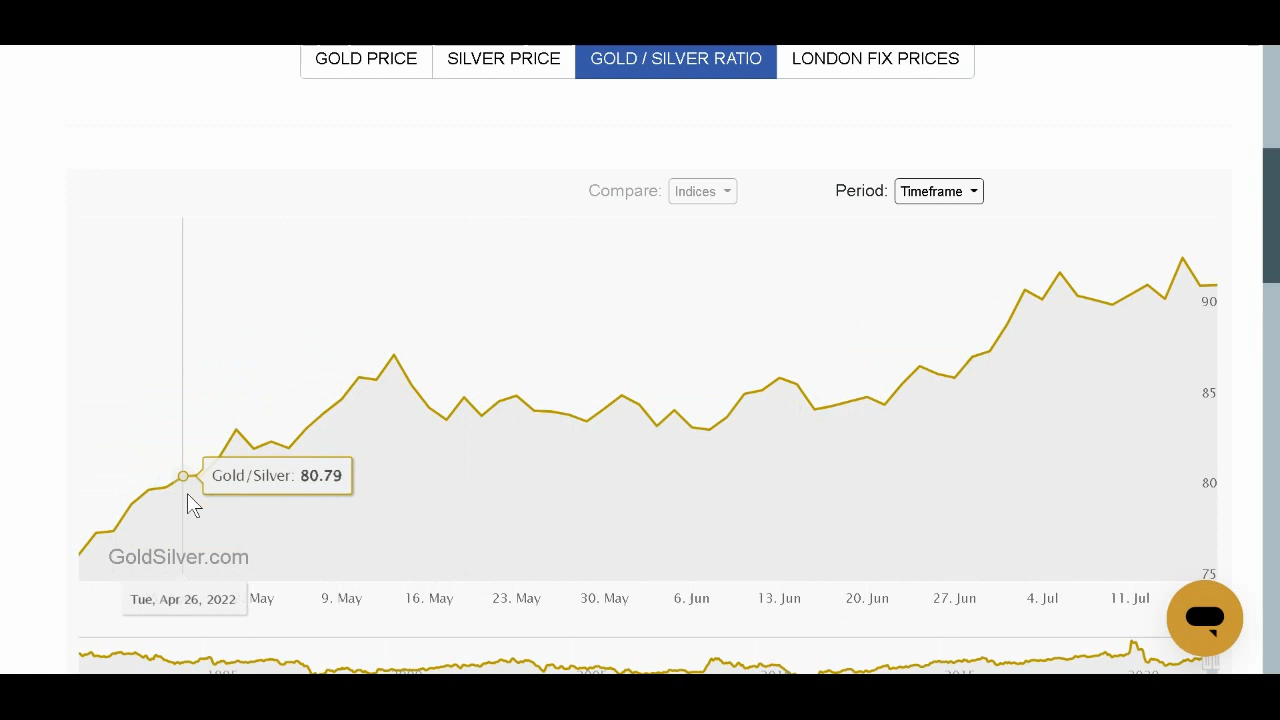 GOLD PRICE SILVER PRICE GOLD / SILVER RATIO LONDON FIX PRICES
Compare: Indices Period: Timeframe
90
85
Gold/Silver: 80.79
80
GoldSilver.com
75
Tue, Apr 26, 2022 May 9. May 16. May 23. May 30. May 6. Jun 13. Jun 20. Jun 27. Jun 4. Jul 11. Jul